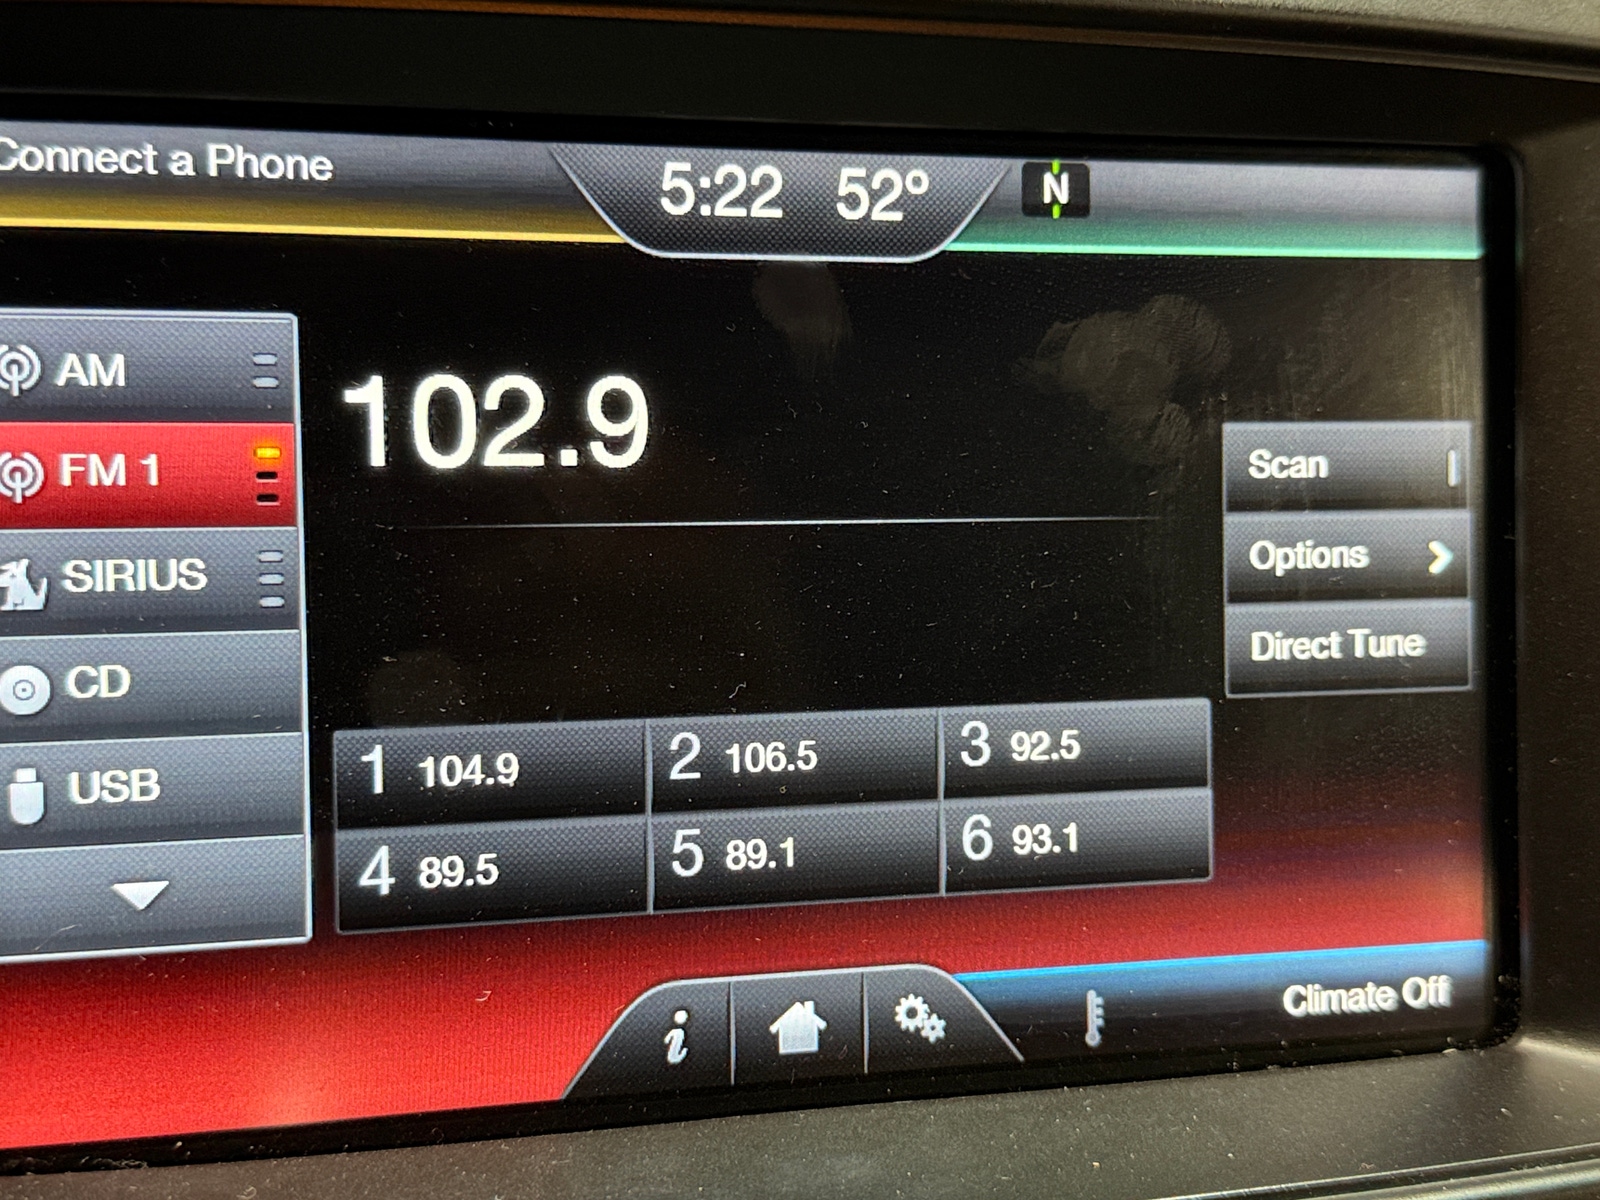 Connect a Phone
5:22 52° N
AM
FM 1
SIRIUS
CD
USB
102.9
Scan
Options
Direct Tune
1 104.9
2 106.5
3 92.5
4 89.5
5 89.1
6 93.1
i
Climate Off